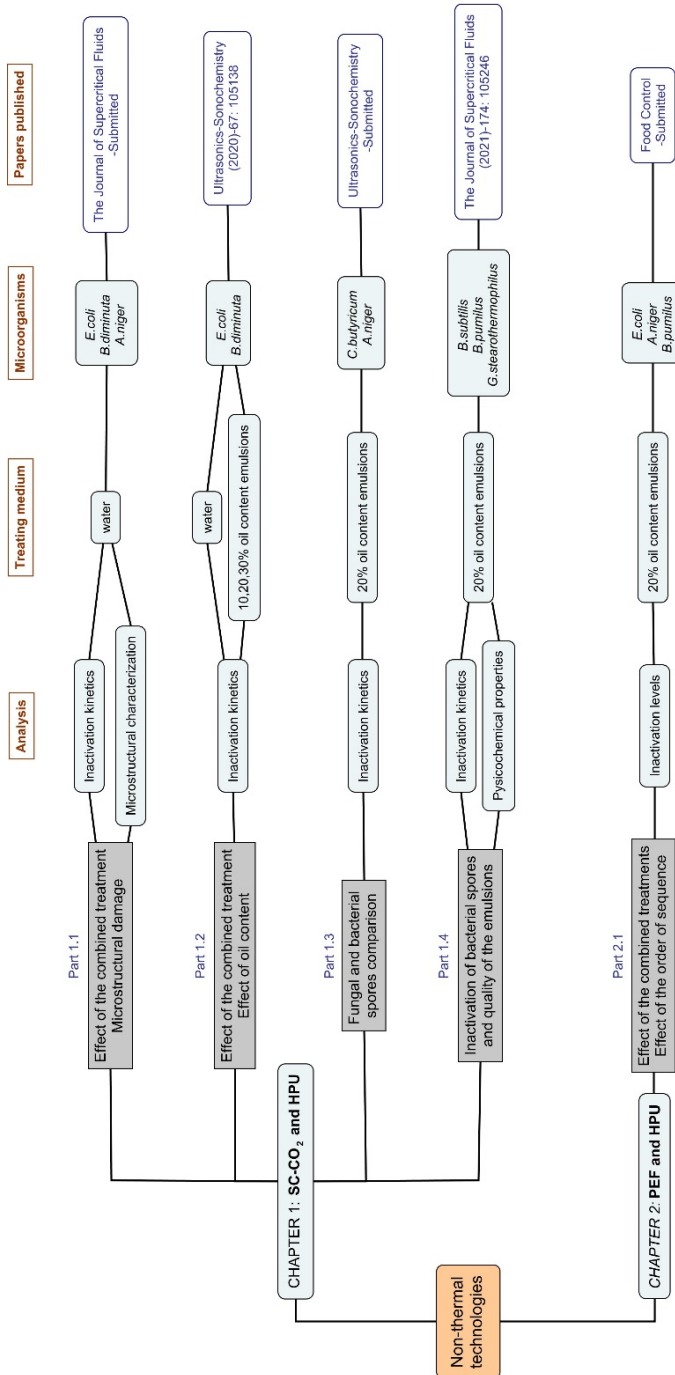 Analysis
Treating medium
Microorganisms
Papers published
Non-thermal
technologies
CHAPTER 1: SC-CO₂ and HPU
Part 1.1
Effect of the combined treatment
Microstructural damage
Inactivation kinetics
Microstructural characterization
water
E.coli
B.diminuta
A.niger
The Journal of Supercritical Fluids
-Submitted
Part 1.2
Effect of the combined treatment
Effect of oil content
Inactivation kinetics
water
10,20,30% oil content emulsions
E.coli
B.diminuta
Ultrasonics-Sonochemistry
(2020)-67: 105138
Part 1.3
Fungal and bacterial
spores comparison
Inactivation kinetics
20% oil content emulsions
C.butyricum
A.niger
Ultrasonics-Sonochemistry
-Submitted
Part 1.4
Inactivation of bacterial spores
and quality of the emulsions
Inactivation kinetics
Pysicochemical properties
20% oil content emulsions
B.subtilis
B.pumilus
G.stearothermophilus
The Journal of Supercritical Fluids
(2021)-174: 105246
CHAPTER 2: PEF and HPU
Part 2.1
Effect of the combined treatments
Effect of the order of sequence
Inactivation levels
20% oil content emulsions
E.coli
A.niger
B.pumilus
Food Control
-Submitted